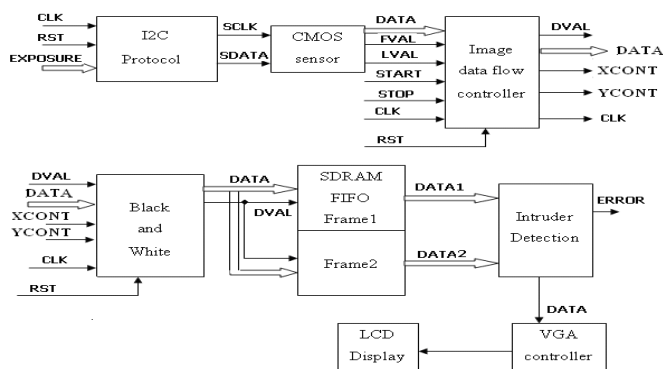 CLK
RST
EXPOSURE
I2C
Protocol
SCLK
SDATA
CMOS
sensor
DATA
FVAL
LVAL
START
STOP
CLK
RST
Image
data flow
controller
DVAL
DATA
XCONT
YCONT
CLK
DVAL
DATA
XCONT
YCONT
CLK
RST
Black
and
White
DATA
DVAL
SDRAM
FIFO
Frame1
Frame2
DATA1
DATA2
Intruder
Detection
ERROR
DATA
LCD
Display
VGA
controller